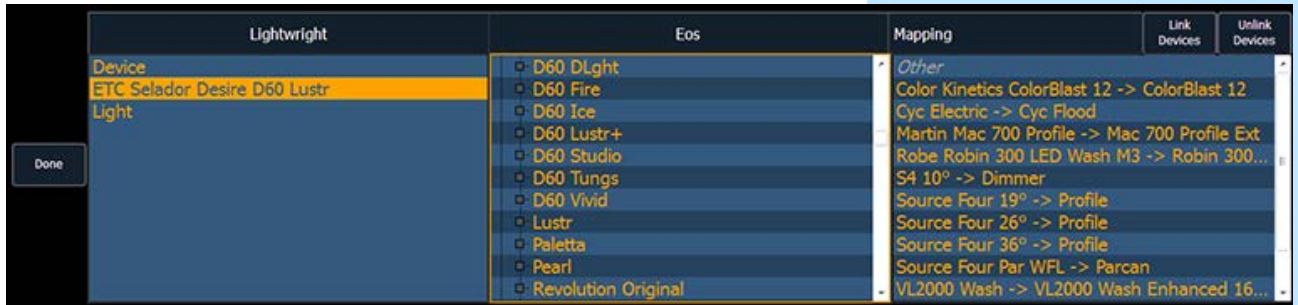 Lightwright
Eos
Mapping
Link Devices
Unlink Devices
Done
Device
ETC Selador Desire D60 Lustr
Light
D60 DLght
D60 Fire
D60 Ice
D60 Lustr+
D60 Studio
D60 Tungs
D60 Vivid
Lustr
Paletta
Pearl
Revolution Original
Other
Color Kinetics ColorBlast 12 -> ColorBlast 12
Cyc Electric -> Cyc Flood
Martin Mac 700 Profile -> Mac 700 Profile Ext
Robe Robin 300 LED Wash M3 -> Robin 300...
S4 10º -> Dimmer
Source Four 19º -> Profile
Source Four 26º -> Profile
Source Four 36º -> Profile
Source Four Par WFL -> Parcan
VL2000 Wash -> VL2000 Wash Enhanced 16...